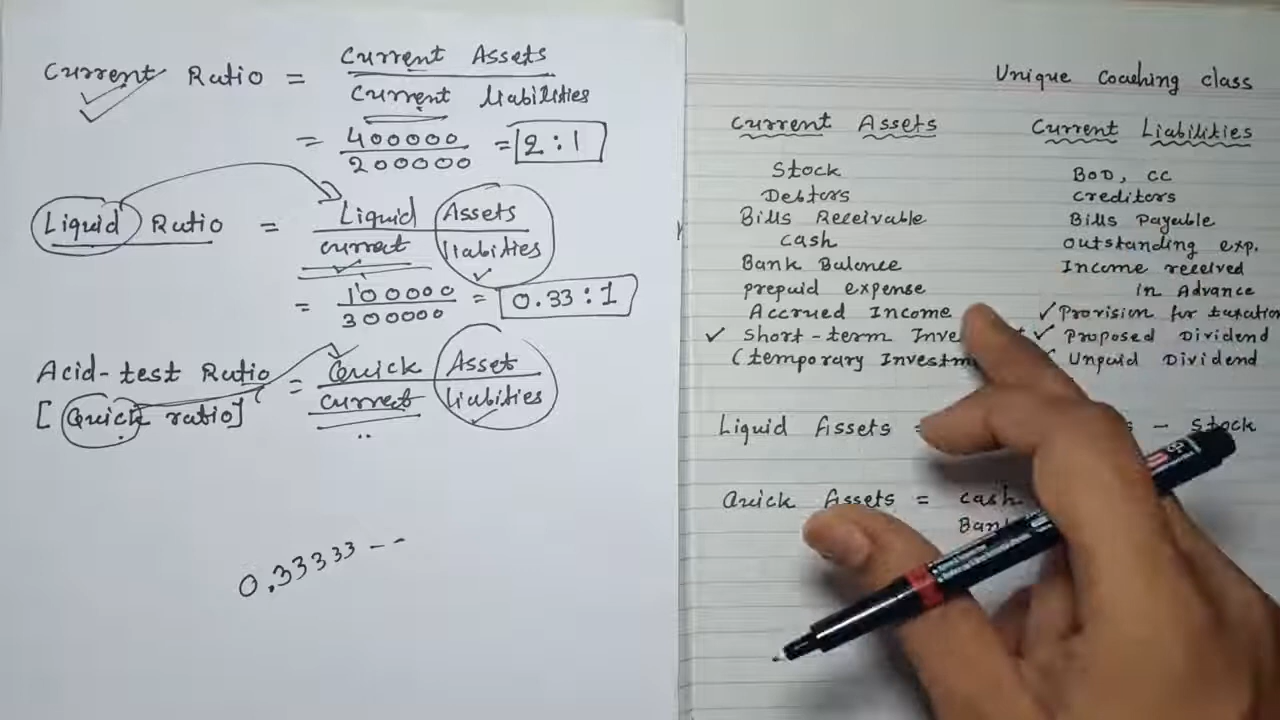 Current Ratio = Current Assets
Current liabilities
= 400000
200000
= 2 : 1
Liquid Ratio = Liquid Assets
current liabilities
= 100000
300000
= 0.33 : 1
Acid-test Ratio = Quick Asset
[Quick ratio] current liabities
0.33333 --
Unique Coaching class
Current Assets Current Liabilities
Stock BOD, CC
Debtors Creditors
Bills Receivable Bills Payable
cash outstanding exp.
Bank Balance Income received
prepaid expense in Advance
Accrued Income ✓ Provision for taxation
✓ Short-term ✓ Proposed Dividend
(temporary Unpaid Dividend
Liquid Assets = - Stock
Quick Assets = cash